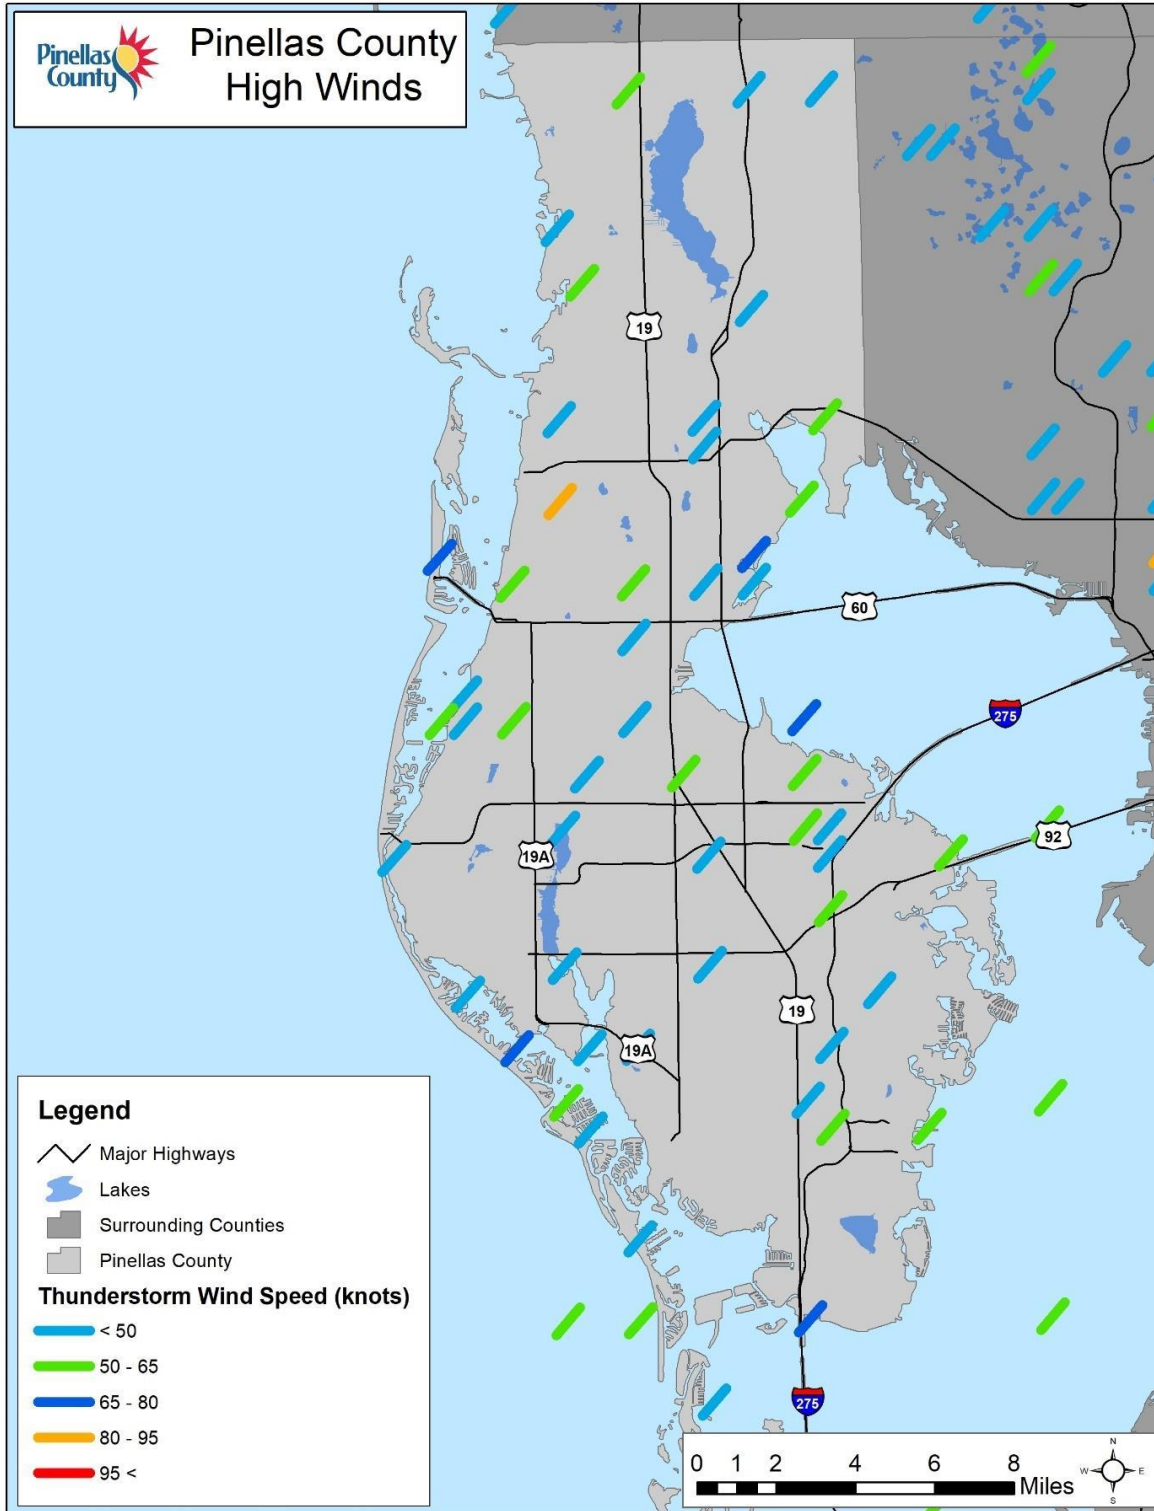 Pinellas
County
Pinellas County
High Winds
19
60
275
92
19A
19
19A
275
Legend
Major Highways
Lakes
Surrounding Counties
Pinellas County
Thunderstorm Wind Speed (knots)
< 50
50 - 65
65 - 80
80 - 95
95 <
0 1 2 4 6 8
Miles
N
W E
S